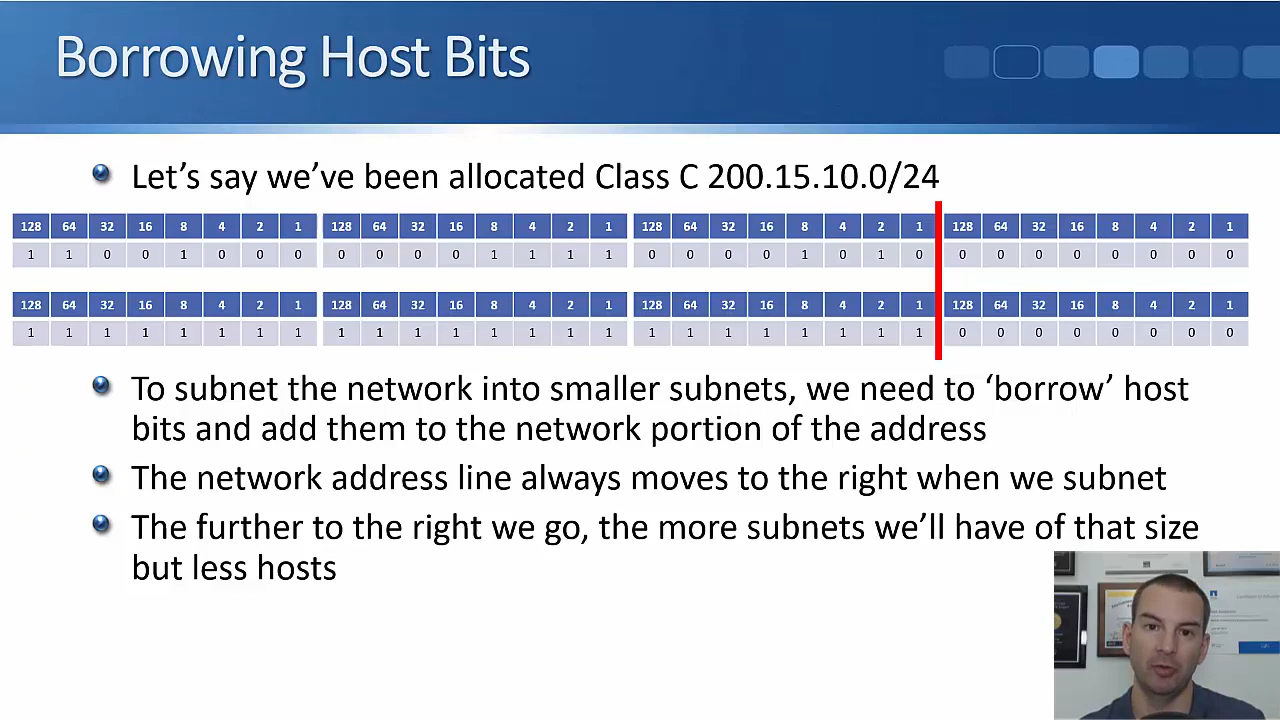 Borrowing Host Bits
Let's say we've been allocated Class C 200.15.10.0/24
128 64 32 16 8 4 2 1 128 64 32 16 8 4 2 1 128 64 32 16 8 4 2 1 128 64 32 16 8 4 2 1
1 1 0 0 1 0 0 0 0 0 0 0 1 1 1 1 0 0 0 0 1 0 1 0 0 0 0 0 0 0 0 0
128 64 32 16 8 4 2 1 128 64 32 16 8 4 2 1 128 64 32 16 8 4 2 1 128 64 32 16 8 4 2 1
1 1 1 1 1 1 1 1 1 1 1 1 1 1 1 1 1 1 1 1 1 1 1 1 0 0 0 0 0 0 0 0
To subnet the network into smaller subnets, we need to ‘borrow’ host
bits and add them to the network portion of the address
The network address line always moves to the right when we subnet
The further to the right we go, the more subnets we’ll have of that size
but less hosts